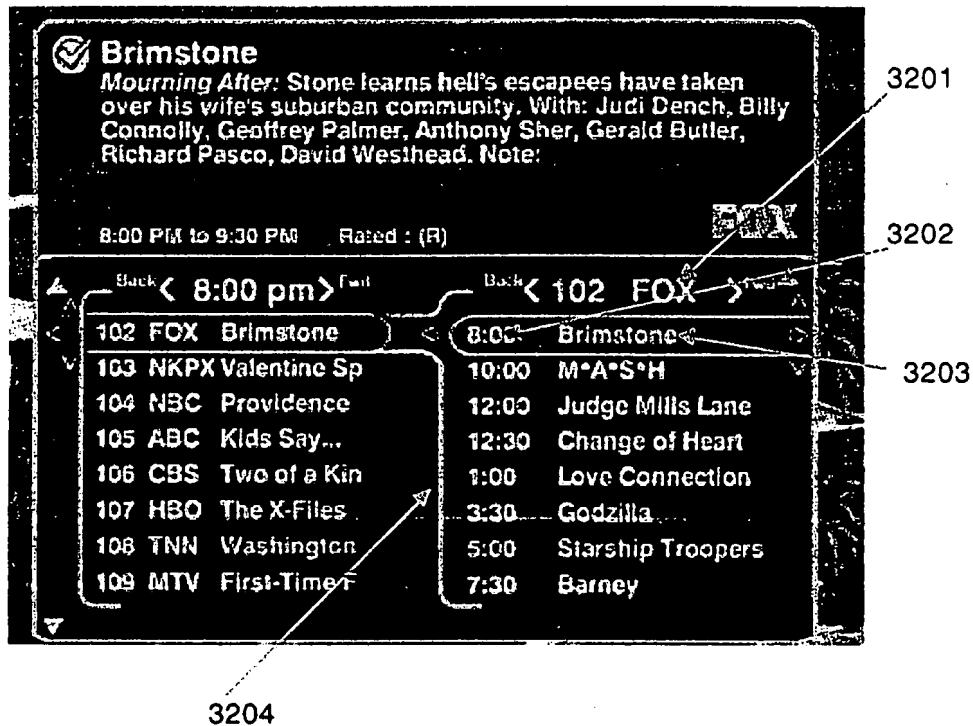 Brimstone
Mourning After: Stone learns hell's escapees have taken
over his wife's suburban community. With: Judi Dench, Billy
Connolly, Geoffrey Palmer, Anthony Sher, Gerald Butler,
Richard Pasco, David Westhead. Note:
FOX
8:00 PM to 9:30 PM Rated : (R)
Back < 8:00 pm > Fwd
102 FOX Brimstone
103 NKPX Valentine Sp
104 NBC Providence
105 ABC Kids Say...
106 CBS Two of a Kin
107 HBO The X-Files
108 TNN Washington
109 MTV First-Time F
Back < 102 FOX >
8:00 Brimstone
10:00 M*A*S*H
12:00 Judge Mills Lane
12:30 Change of Heart
1:00 Love Connection
3:30 Godzilla
5:00 Starship Troopers
7:30 Barney
3201
3202
3203
3204